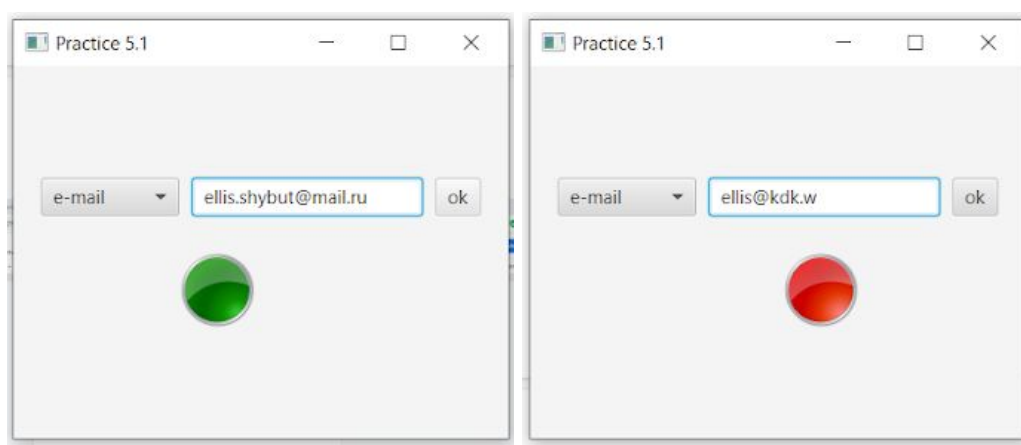 Practice 5.1
e-mail ellis.shybut@mail.ru ok
Practice 5.1
e-mail ellis@kdk.w ok